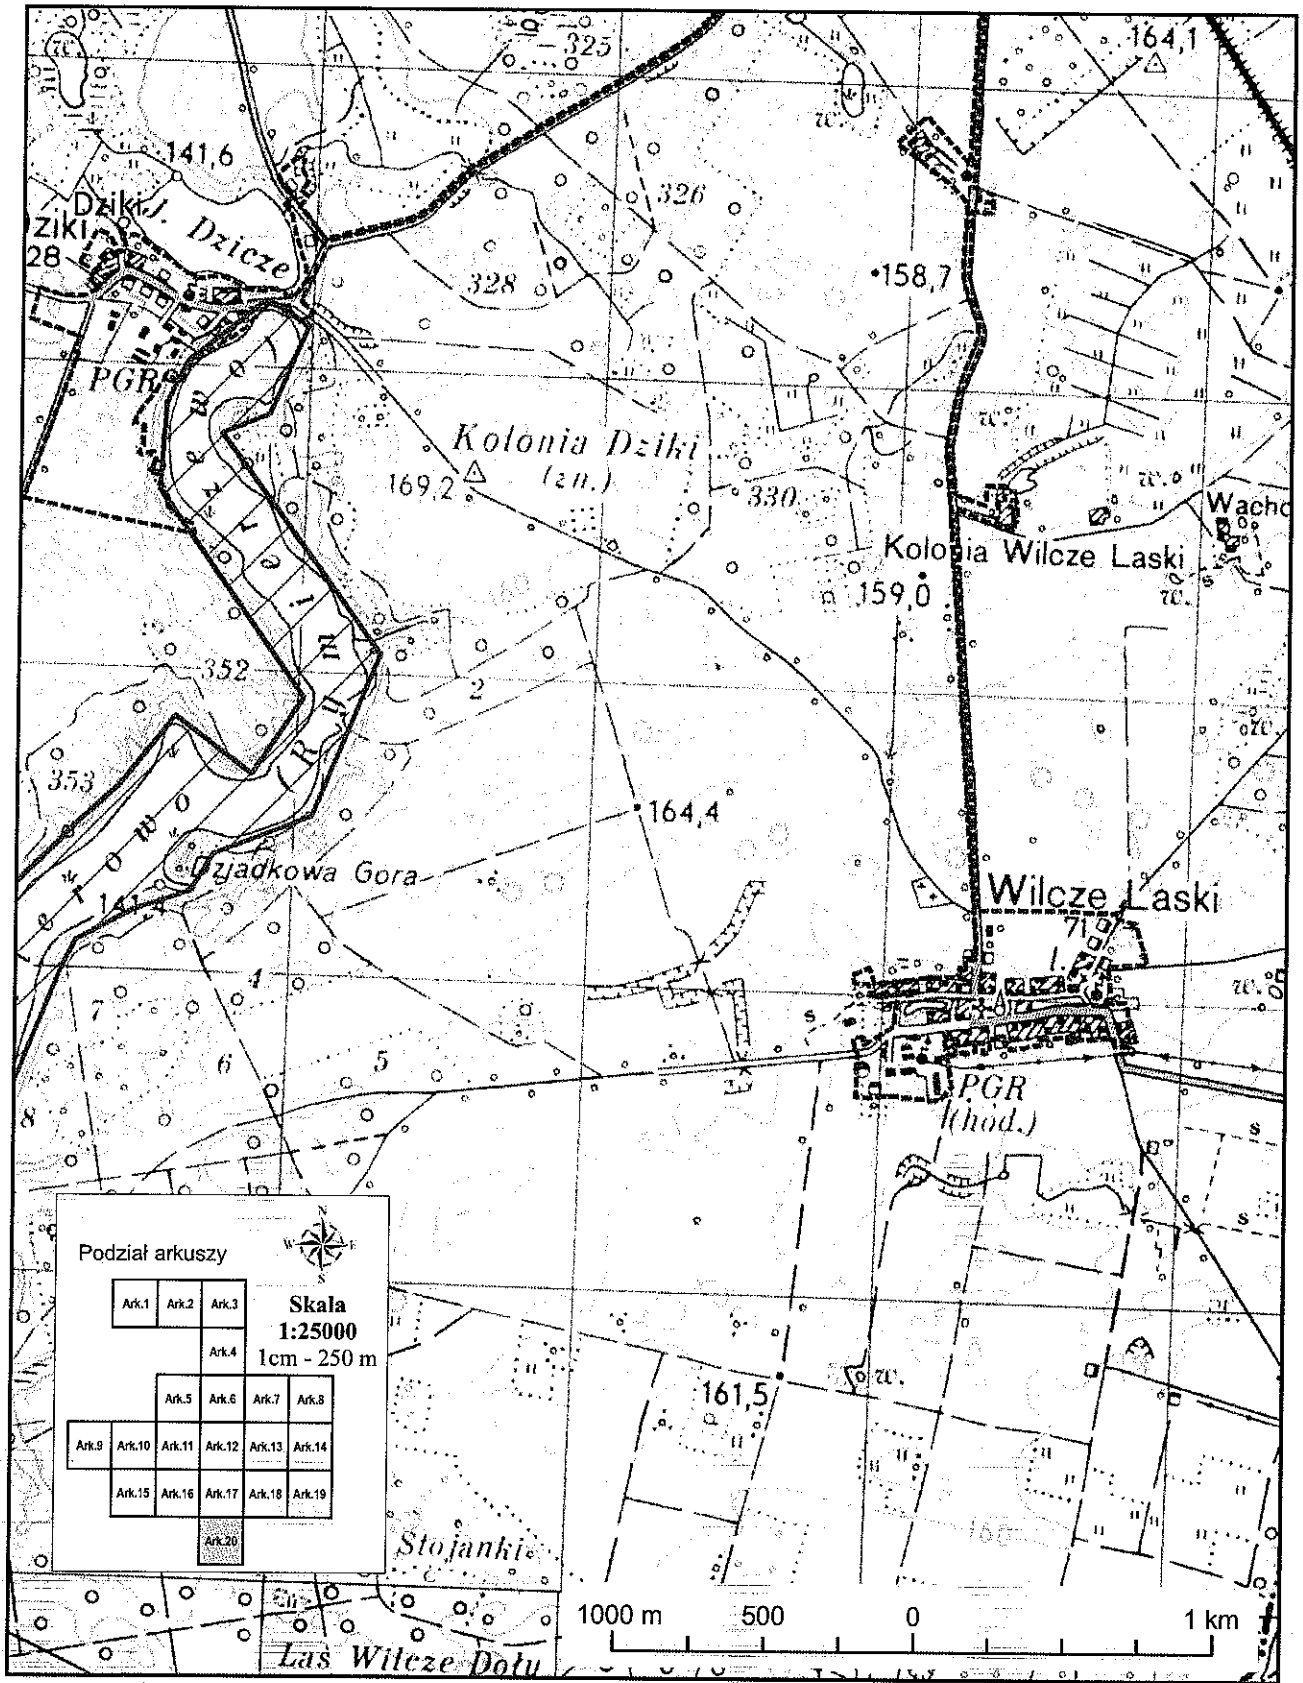 325
164,1
w.
w.
141,6
326
Dziki
J. Dzicze
28
328
158,7
PGR
Kolonia Dziki
(zn.)
169,2
330
w.
Kolonia Wilcze Laski
159,0
w.
352
2
w.
353
164,4
Dzjadkowa Gora
141,4
Wilcze Laski
71
4
7
w.
s
6
5
8
PGR
(hod.)
s
s
Podział arkuszy
N
W E
S
Ark.1 Ark.2 Ark.3
Skala
1:25000
1cm - 250 m
Ark.4
Ark.5 Ark.6 Ark.7 Ark.8
Ark.9 Ark.10 Ark.11 Ark.12 Ark.13 Ark.14
Ark.15 Ark.16 Ark.17 Ark.18 Ark.19
Ark.20
161,5
w.
160
Stojanki
1000 m 500 0 1 km
Las Wilcze Doły